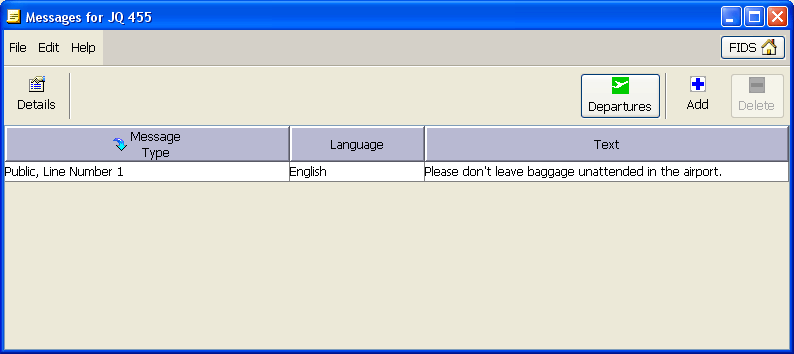 Messages for JQ 455
File Edit Help
FIDS
Details
Departures
Add
Delete
Message
Type
Language
Text
Public, Line Number 1
English
Please don't leave baggage unattended in the airport.